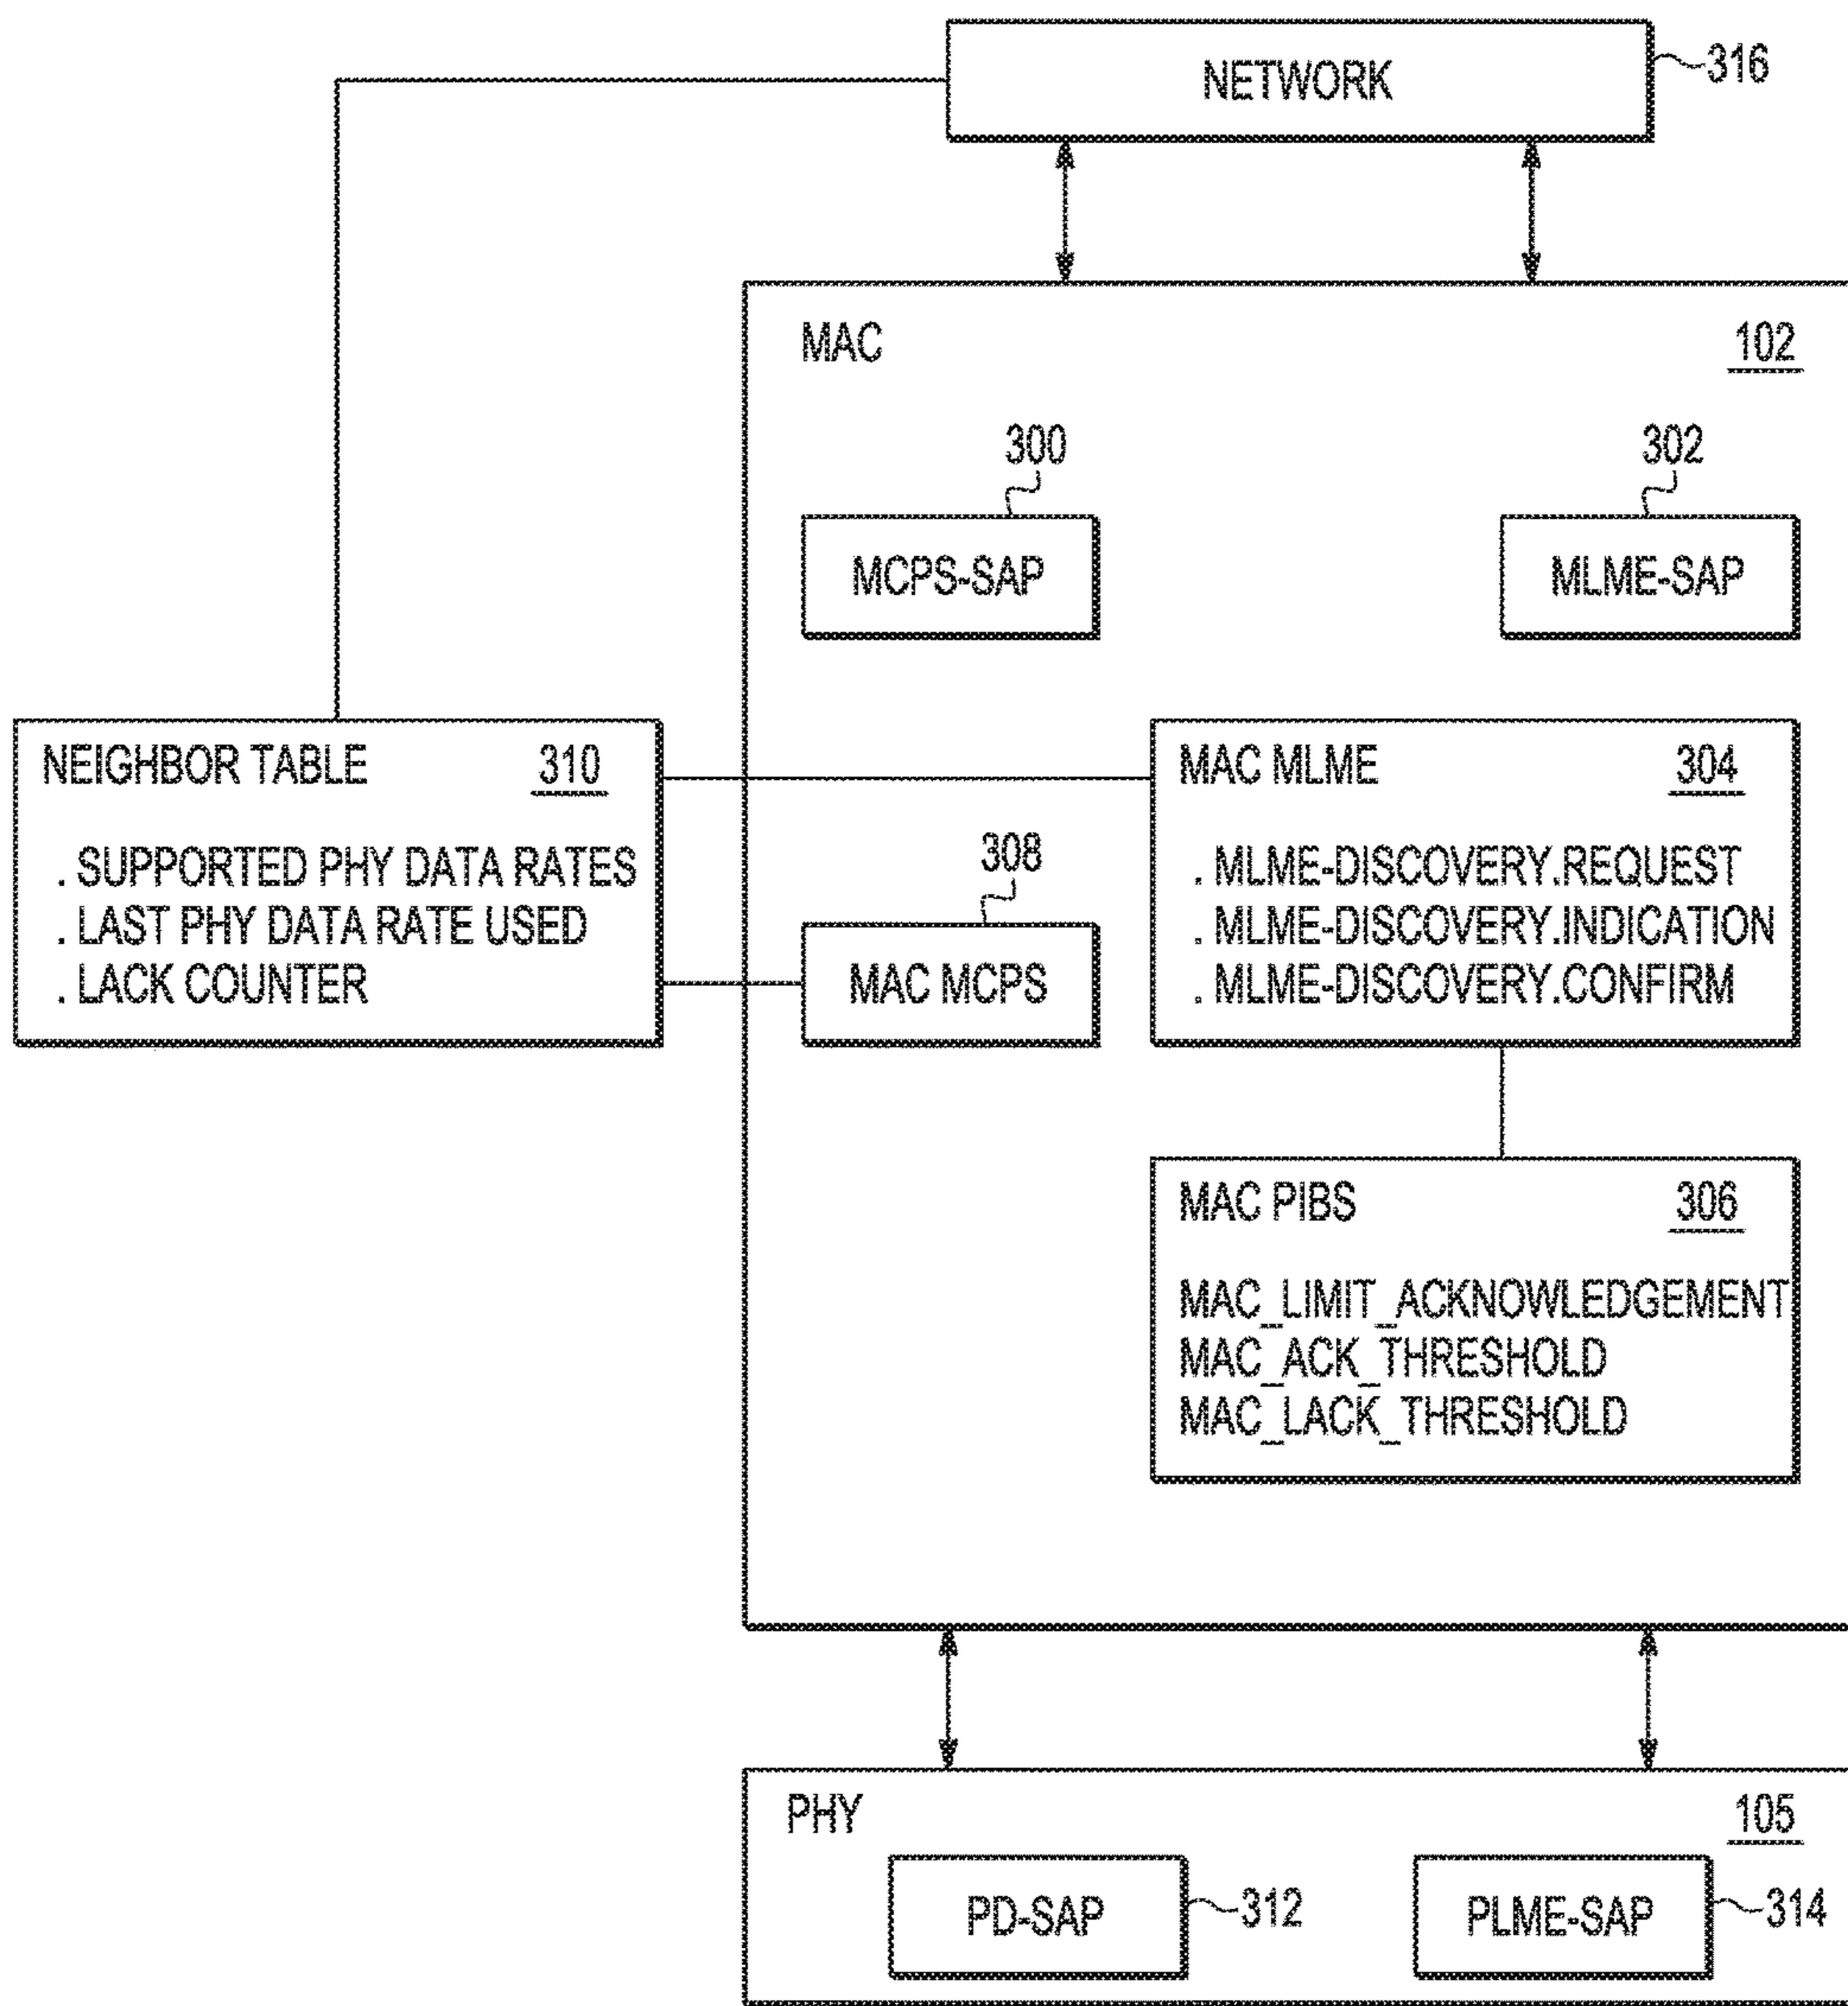 NETWORK
316
MAC
102
300
302
MCPS-SAP
MLME-SAP
NEIGHBOR TABLE 310
. SUPPORTED PHY DATA RATES
. LAST PHY DATA RATE USED
. LACK COUNTER
MAC MLME 304
. MLME-DISCOVERY.REQUEST
. MLME-DISCOVERY.INDICATION
. MLME-DISCOVERY.CONFIRM
308
MAC MCPS
MAC PIBS 306
MAC_LIMIT_ACKNOWLEDGEMENT
MAC_ACK_THRESHOLD
MAC_LACK_THRESHOLD
PHY
105
PD-SAP
312
PLME-SAP
314